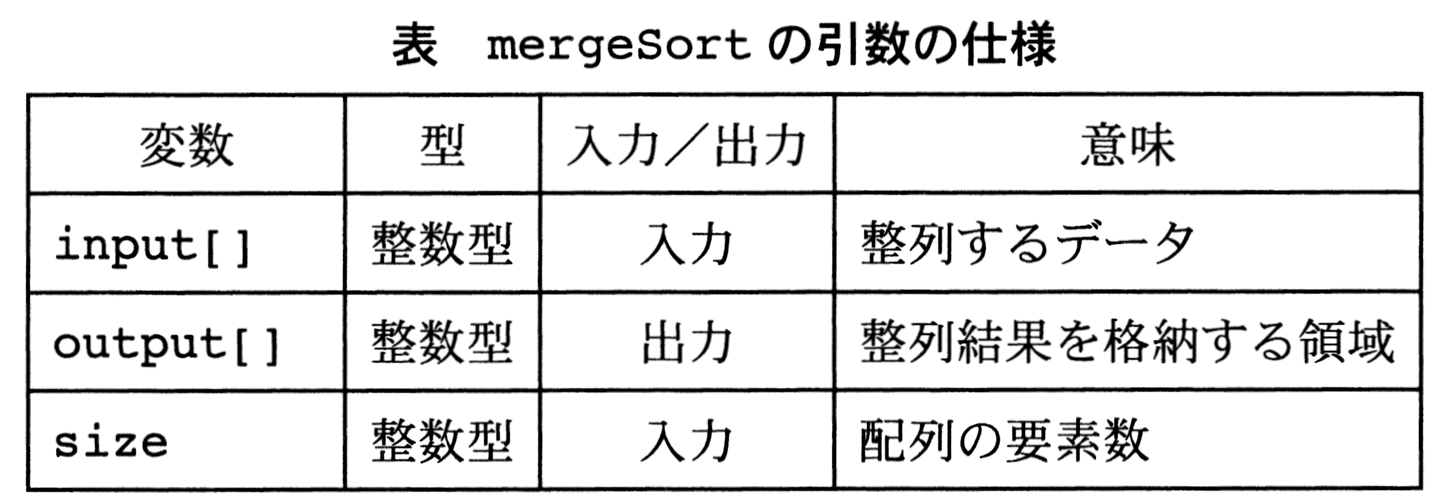 表 mergeSort の引数の仕様
変数 型 入力／出力 意味
input[] 整数型 入力 整列するデータ
output[] 整数型 出力 整列結果を格納する領域
size 整数型 入力 配列の要素数